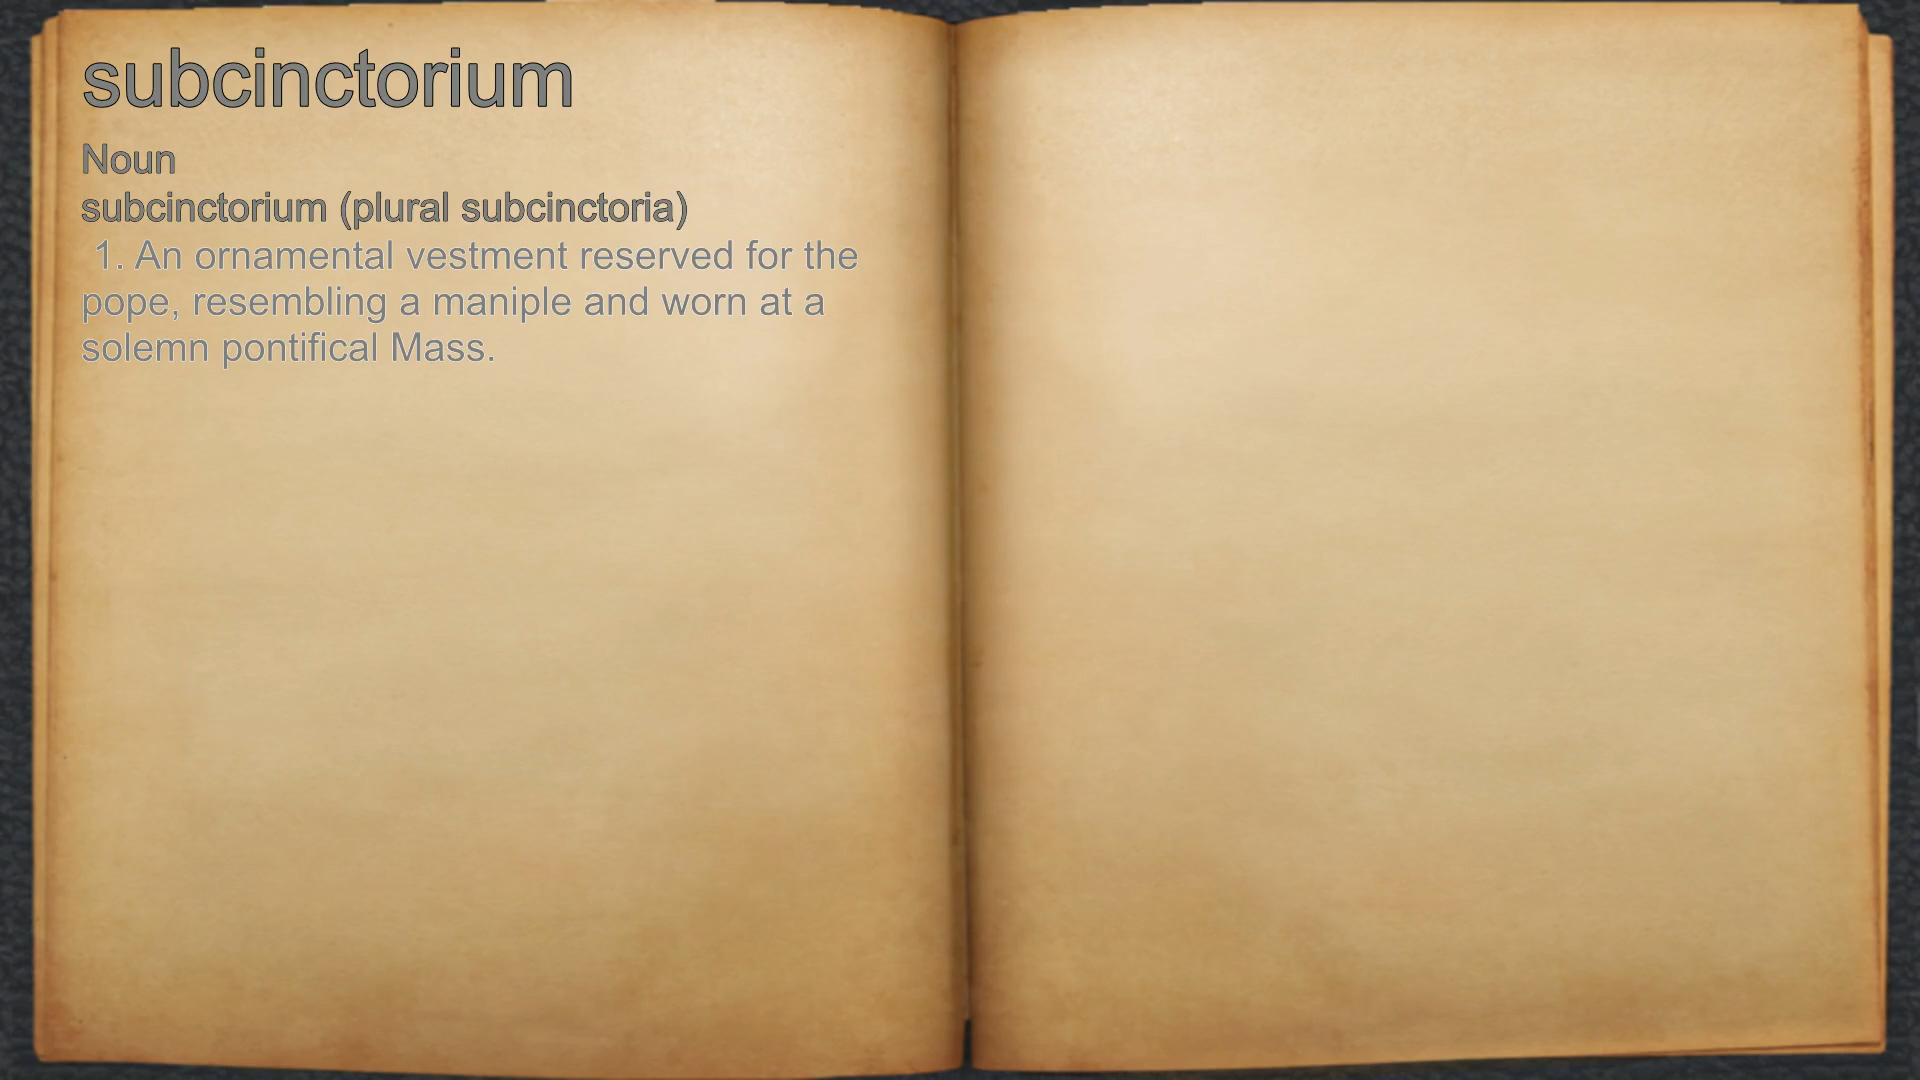 subcinctorium
Noun
subcinctorium (plural subcinctoria)
1. An ornamental vestment reserved for the
pope, resembling a maniple and worn at a
solemn pontifical Mass.